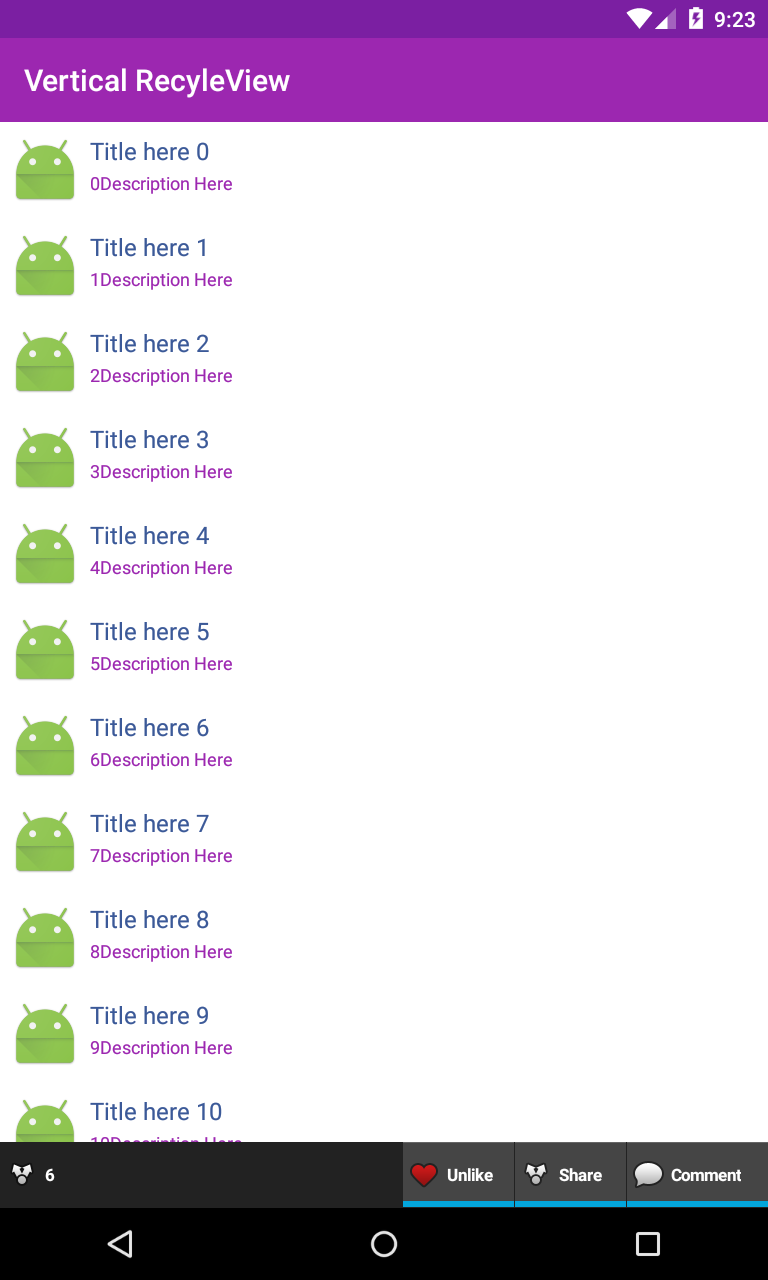 9:23
Vertical RecyleView
Title here 0
0Description Here
Title here 1
1Description Here
Title here 2
2Description Here
Title here 3
3Description Here
Title here 4
4Description Here
Title here 5
5Description Here
Title here 6
6Description Here
Title here 7
7Description Here
Title here 8
8Description Here
Title here 9
9Description Here
Title here 10
10Description Here
6 Unlike Share Comment